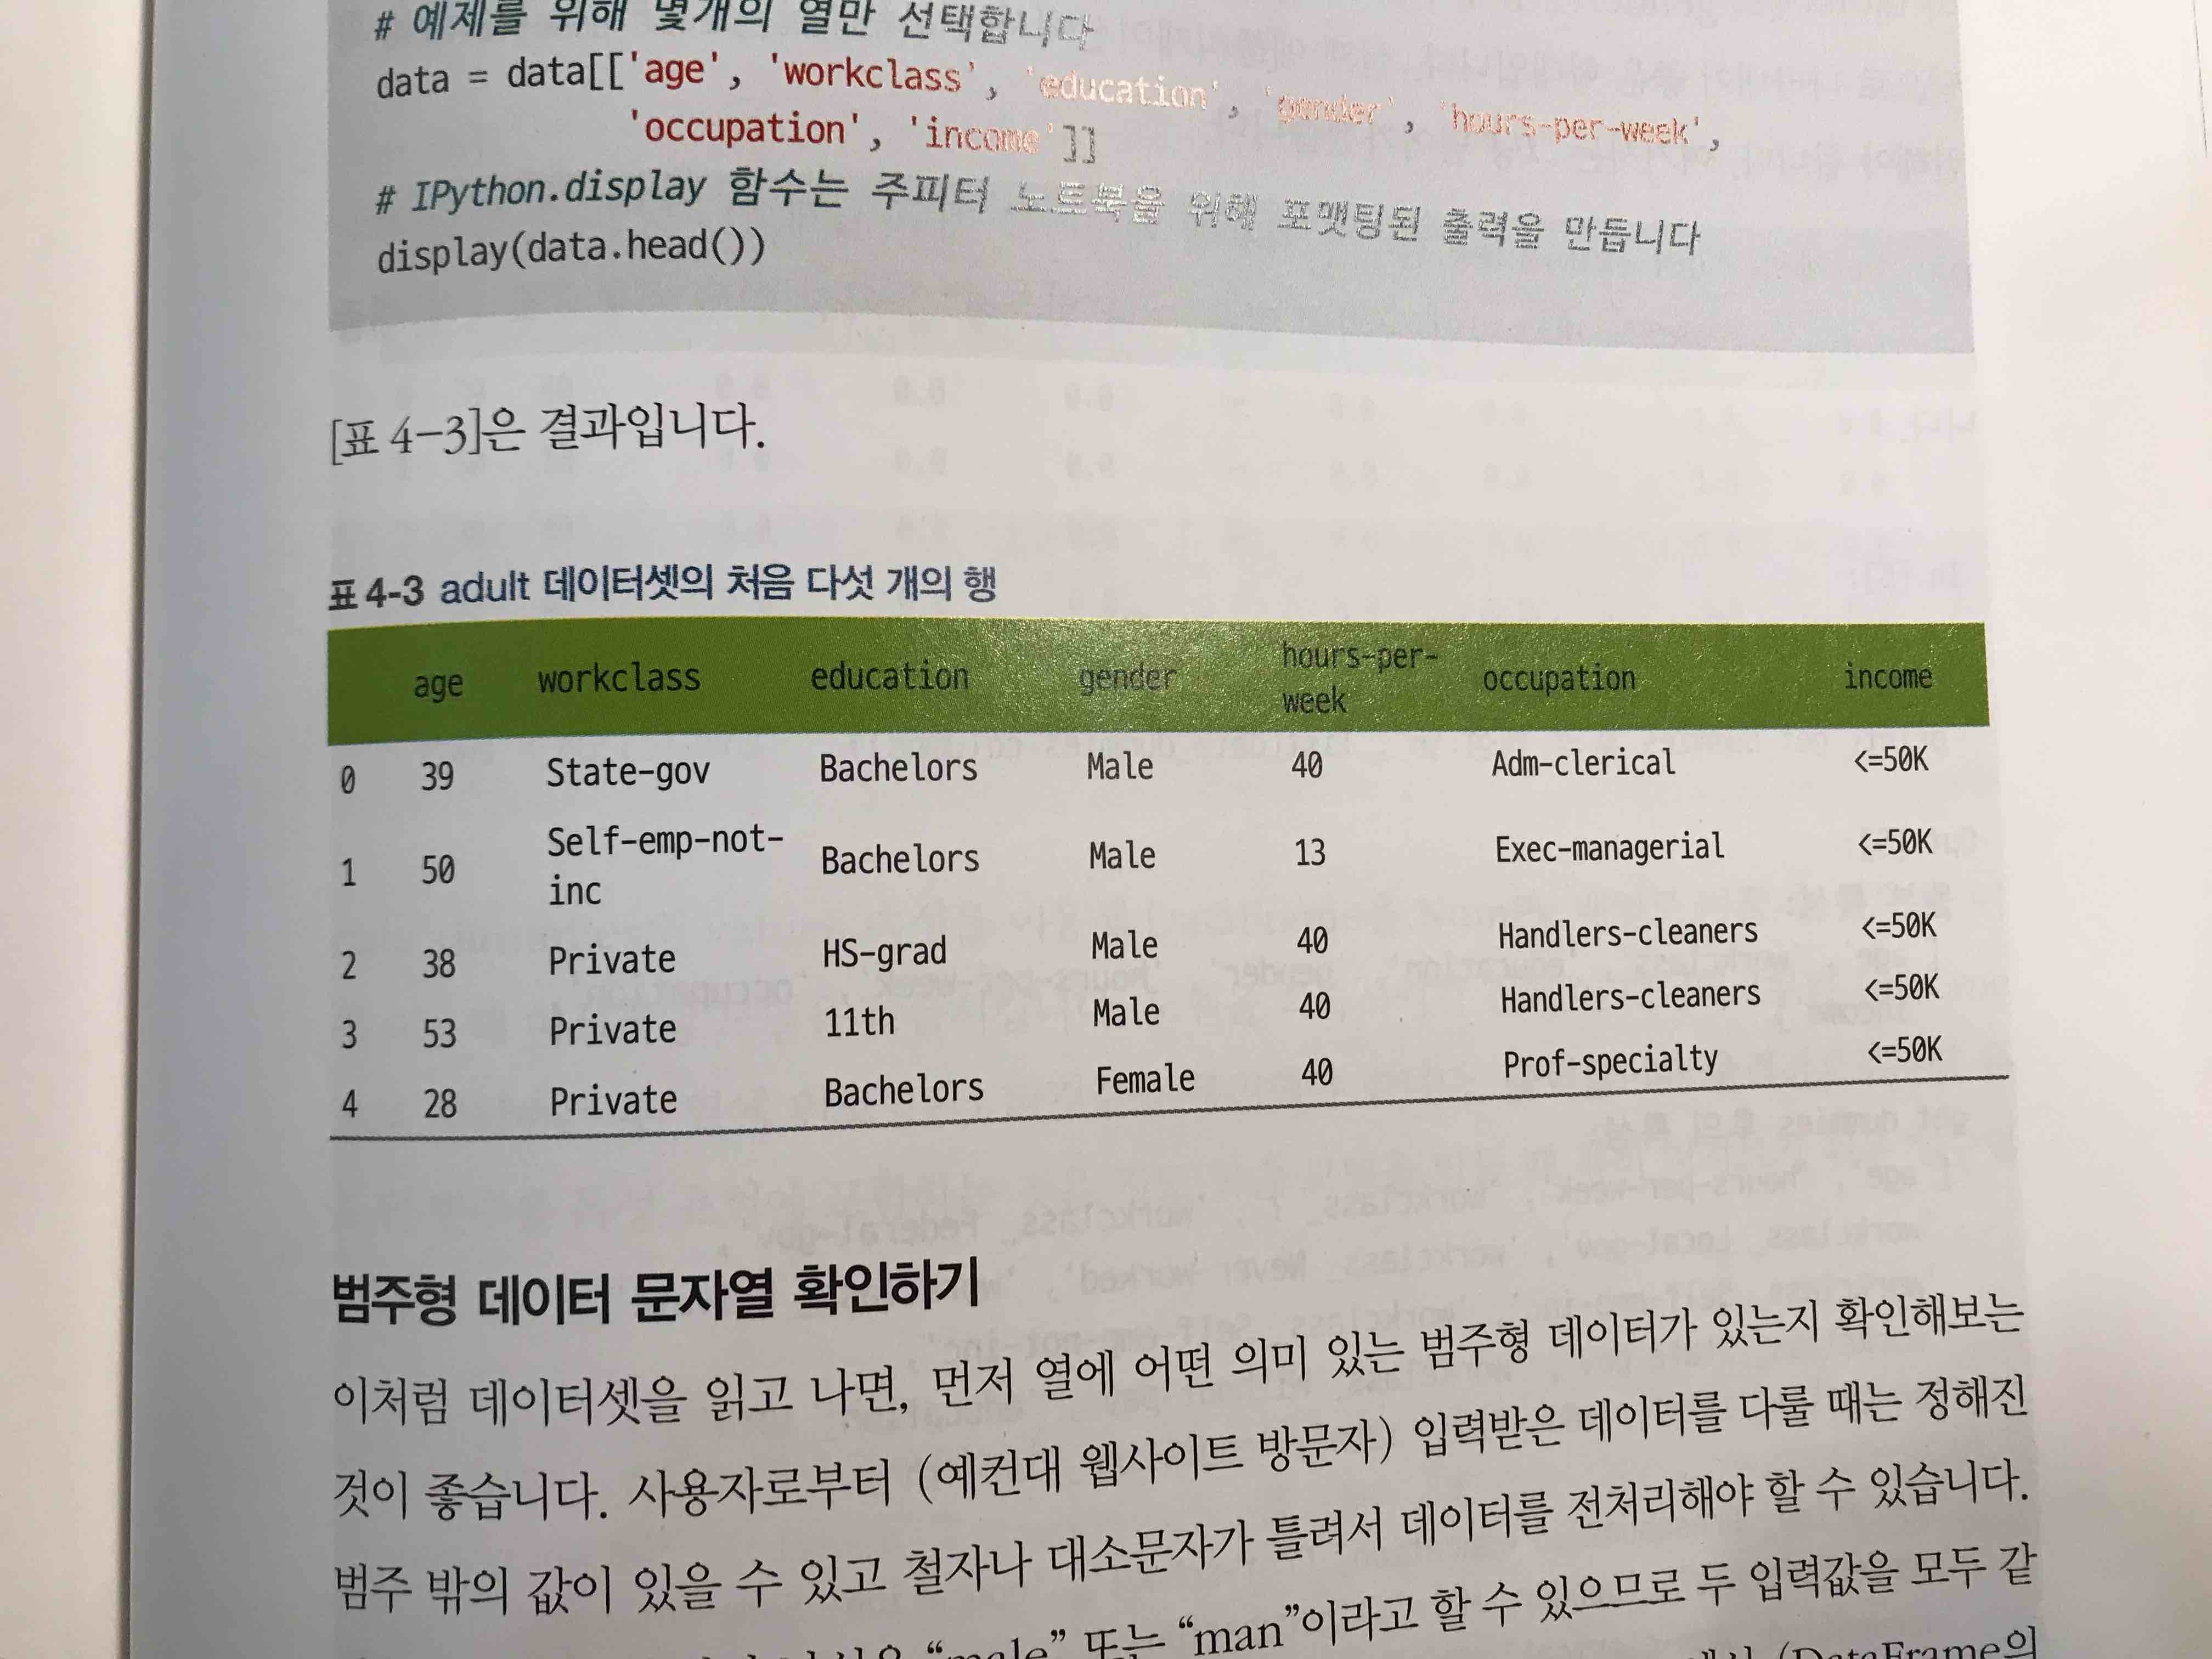 # 예제를 위해 몇개의 열만 선택합니다
data = data[['age', 'workclass', 'education', 'gender', 'hours-per-week',
'occupation', 'income']]
# IPython.display 함수는 주피터 노트북을 위해 포맷팅된 출력을 만듭니다
display(data.head())
[표 4-3]은 결과입니다.
표 4-3 adult 데이터셋의 처음 다섯 개의 행
age workclass education gender hours-per-week occupation income
0 39 State-gov Bachelors Male 40 Adm-clerical <=50K
1 50 Self-emp-not-inc Bachelors Male 13 Exec-managerial <=50K
2 38 Private HS-grad Male 40 Handlers-cleaners <=50K
3 53 Private 11th Male 40 Handlers-cleaners <=50K
4 28 Private Bachelors Female 40 Prof-specialty <=50K
범주형 데이터 문자열 확인하기
이처럼 데이터셋을 읽고 나면, 먼저 열에 어떤 의미 있는 범주형 데이터가 있는지 확인해보는
것이 좋습니다. 사용자로부터 (예컨대 웹사이트 방문자) 입력받은 데이터를 다룰 때는 정해진
범주 밖의 값이 있을 수 있고 철자나 대소문자가 틀려서 데이터를 전처리해야 할 수 있습니다.
“male” 또는 “man”이라고 할 수 있으므로 두 입력값을 모두 같
(DataFrame의